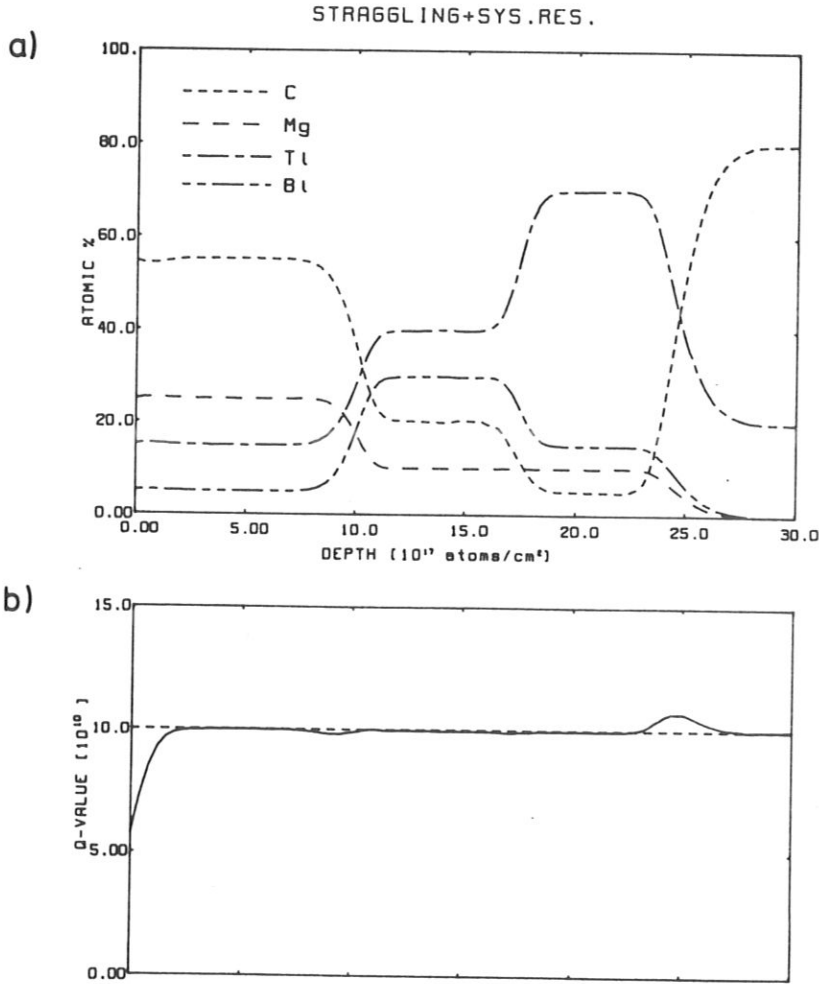 STRAGGLING+SYS.RES.
a)
100.
80.0
60.0
40.0
20.0
0.00
ATOMIC %
C
Mg
Ti
Bi
0.00 5.00 10.0 15.0 20.0 25.0 30.0
DEPTH [10¹⁷ atoms/cm²]
b)
15.0
10.0
5.00
0.00
Q-VALUE [10¹⁰]